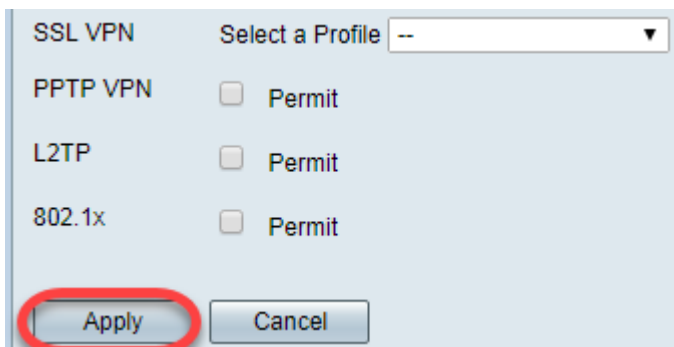 SSL VPN Select a Profile --
PPTP VPN Permit
L2TP Permit
802.1x Permit
Apply Cancel